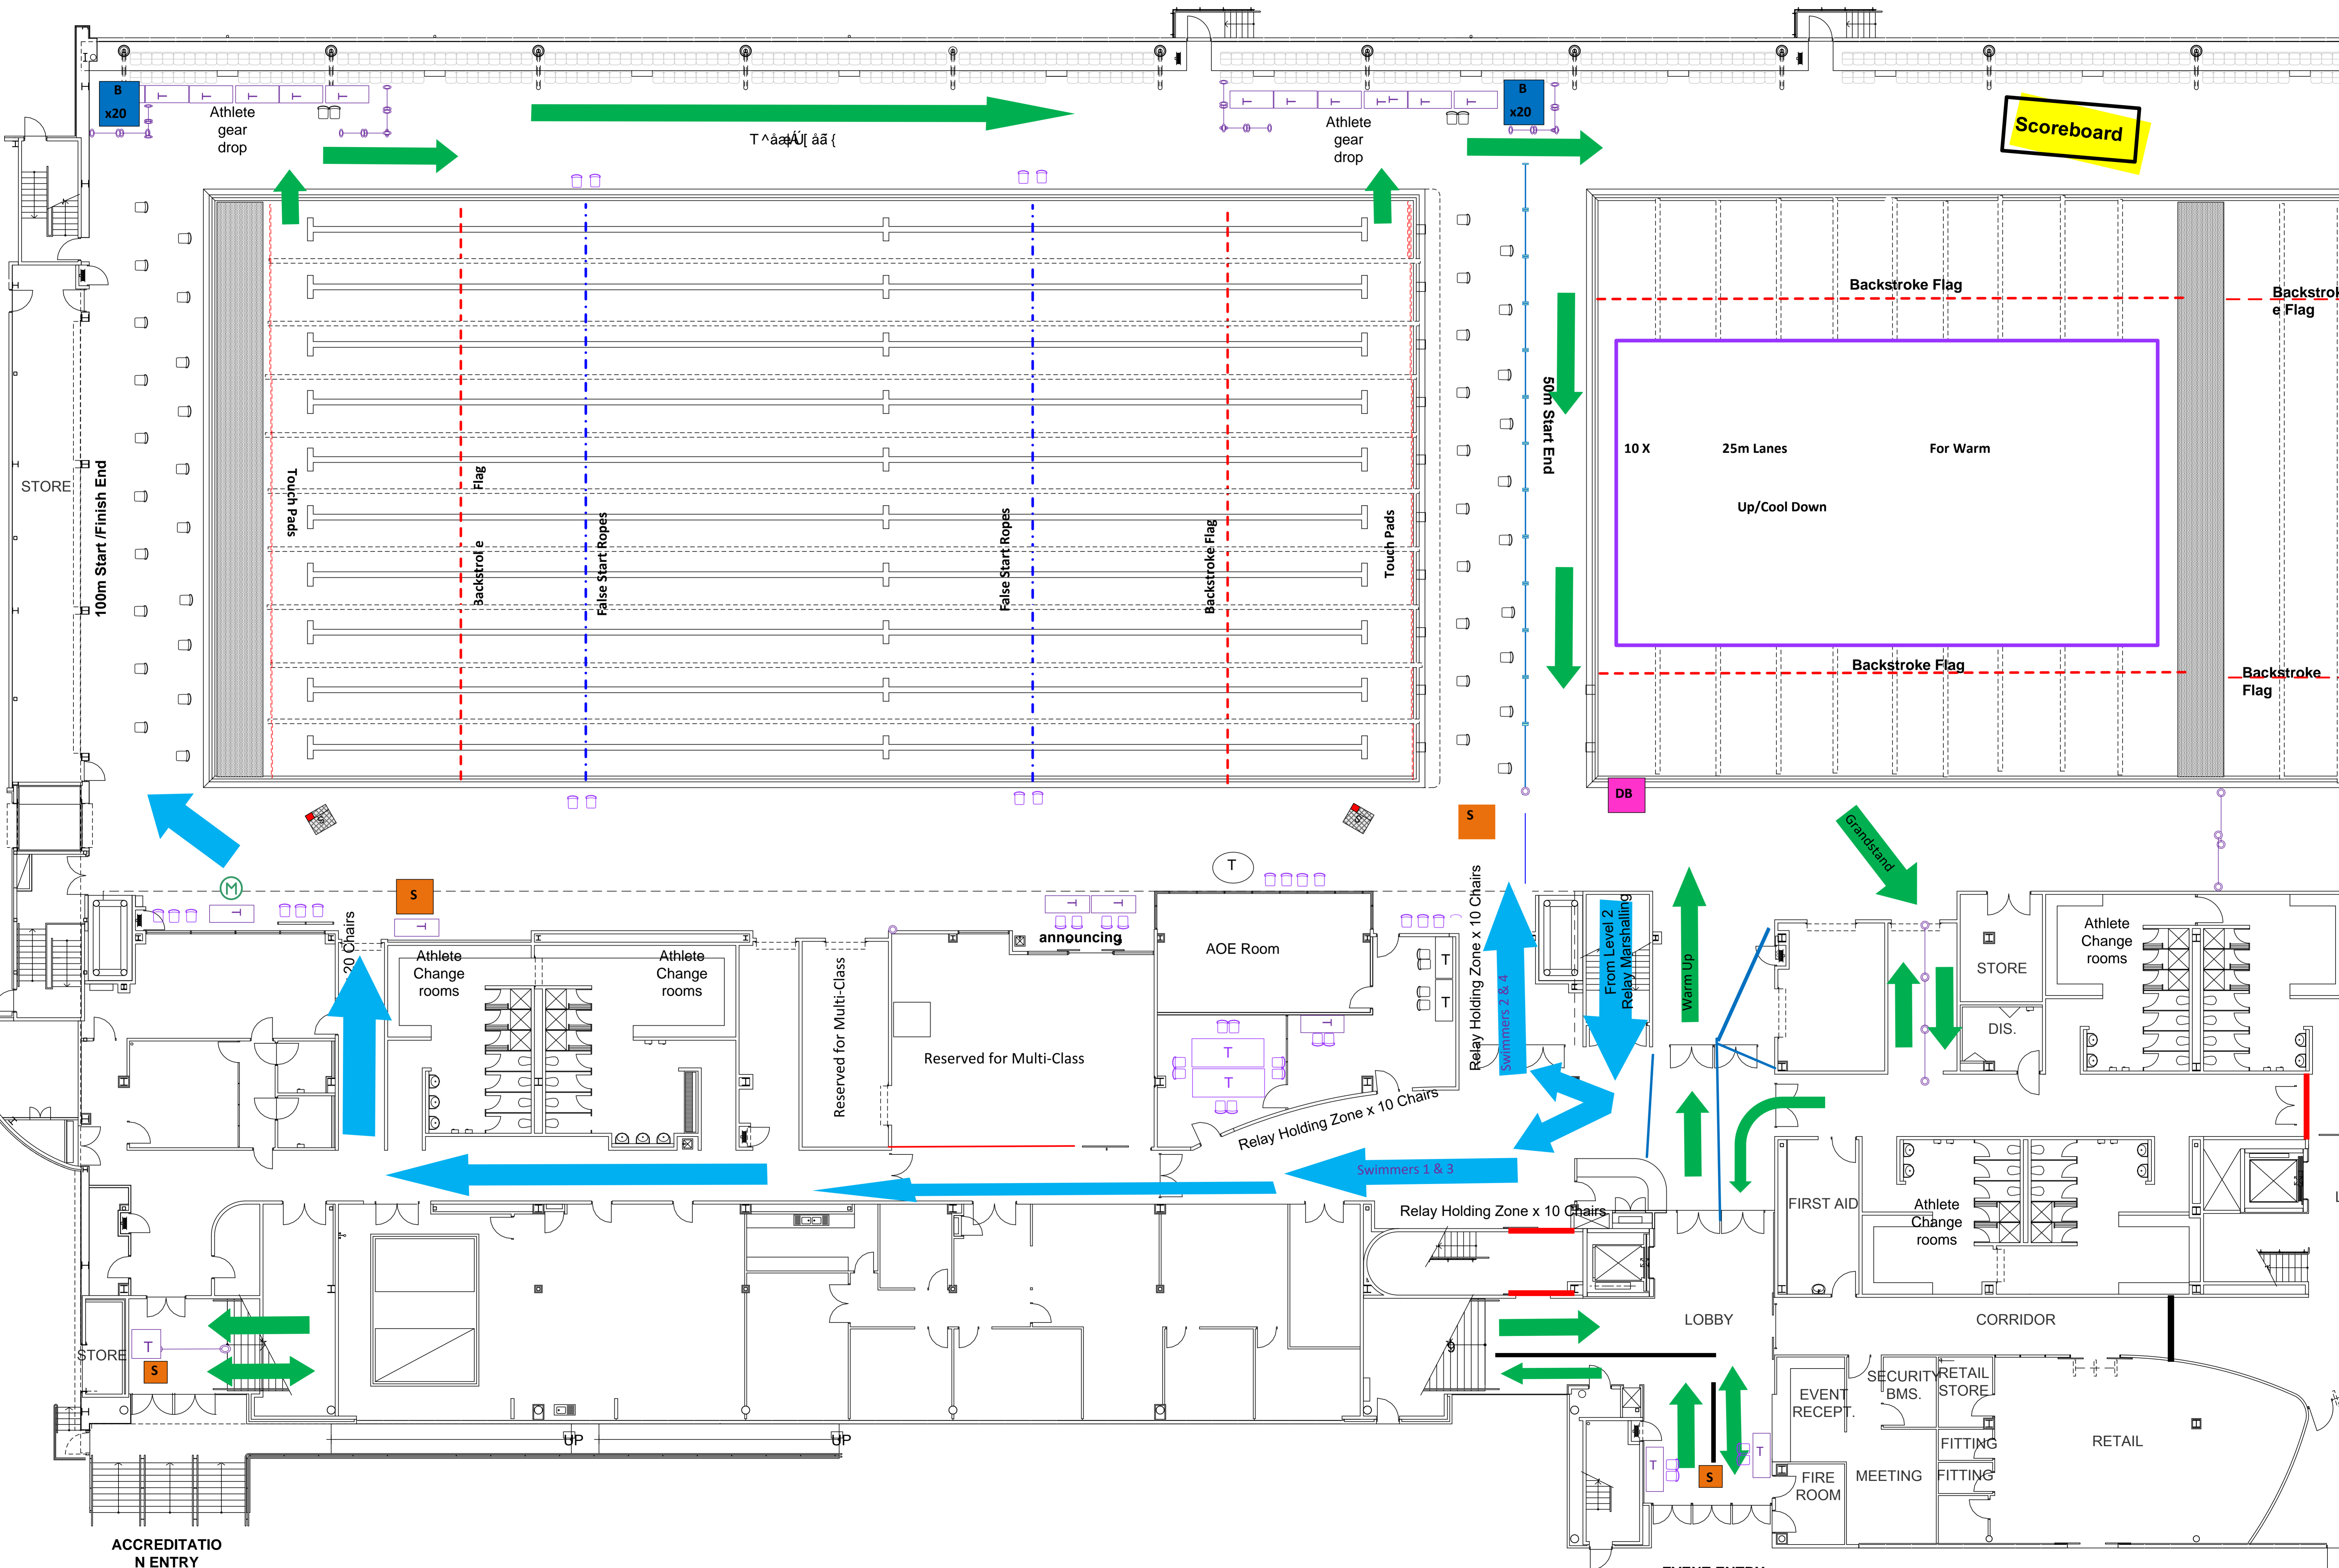 B
x20
Athlete
gear
drop
B
x20
Athlete
gear
drop
Scoreboard
Backstroke Flag
Backstrok
e Flag
STORE
100m Start /Finish End
Touch Pads
Backstrol e
Flag
False Start Ropes
False Start Ropes
Backstroke Flag
Touch Pads
50m Start End
10 X
25m Lanes
For Warm
Up/Cool Down
Backstroke Flag
Backstroke
Flag
DB
S
S
S
S
Grandstand
M
T
S
20 Chairs
Athlete
Change
rooms
Athlete
Change
rooms
Reserved for Multi-Class
Reserved for Multi-Class
announcing
AOE Room
T
T
T
T
Relay Holding Zone x 10 Chairs
Relay Holding Zone x 10 Chairs
Swimmers 2 & 4
From Level 2
Relay Marshalling
Warm Up
STORE
DIS.
Athlete
Change
rooms
Swimmers 1 & 3
Relay Holding Zone x 10 Chairs
FIRST AID
Athlete
Change
rooms
LOBBY
CORRIDOR
STORE
T
S
UP
UP
9
EVENT
RECEPT.
SECURITY
BMS.
RETAIL
STORE
FITTING
FITTING
RETAIL
FIRE
ROOM
MEETING
T
T
S
ACCREDITATIO
N ENTRY